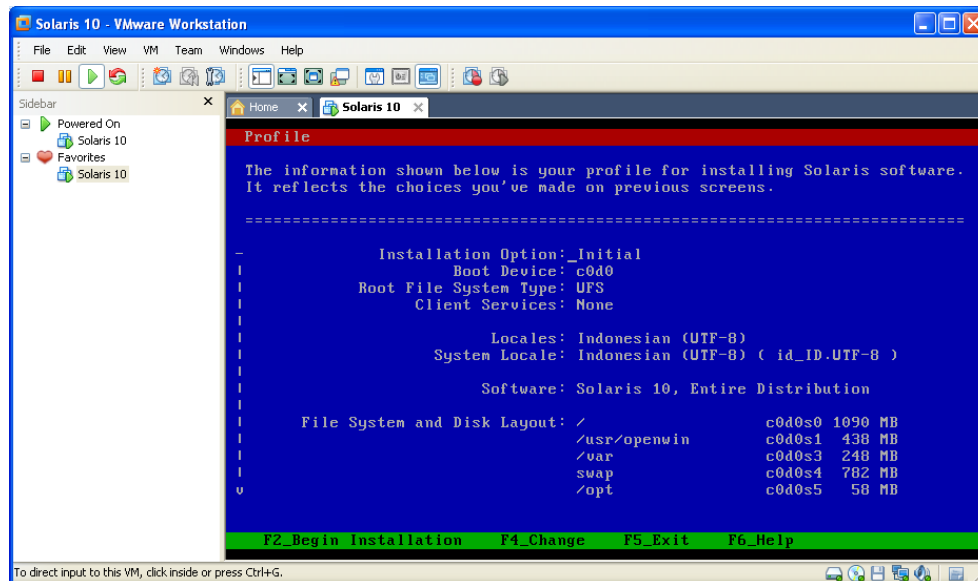 Solaris 10 - VMware Workstation
File Edit View VM Team Windows Help
Sidebar
Powered On
Solaris 10
Favorites
Solaris 10
Home
Solaris 10
Profile
The information shown below is your profile for installing Solaris software.
It reflects the choices you've made on previous screens.
============================================================================
Installation Option: Initial
Boot Device: c0d0
Root File System Type: UFS
Client Services: None
Locales: Indonesian (UTF-8)
System Locale: Indonesian (UTF-8) ( id_ID.UTF-8 )
Software: Solaris 10, Entire Distribution
File System and Disk Layout: / c0d0s0 1090 MB
/usr/openwin c0d0s1 438 MB
/var c0d0s3 248 MB
swap c0d0s4 782 MB
/opt c0d0s5 58 MB
F2_Begin Installation F4_Change F5_Exit F6_Help
To direct input to this VM, click inside or press Ctrl+G.